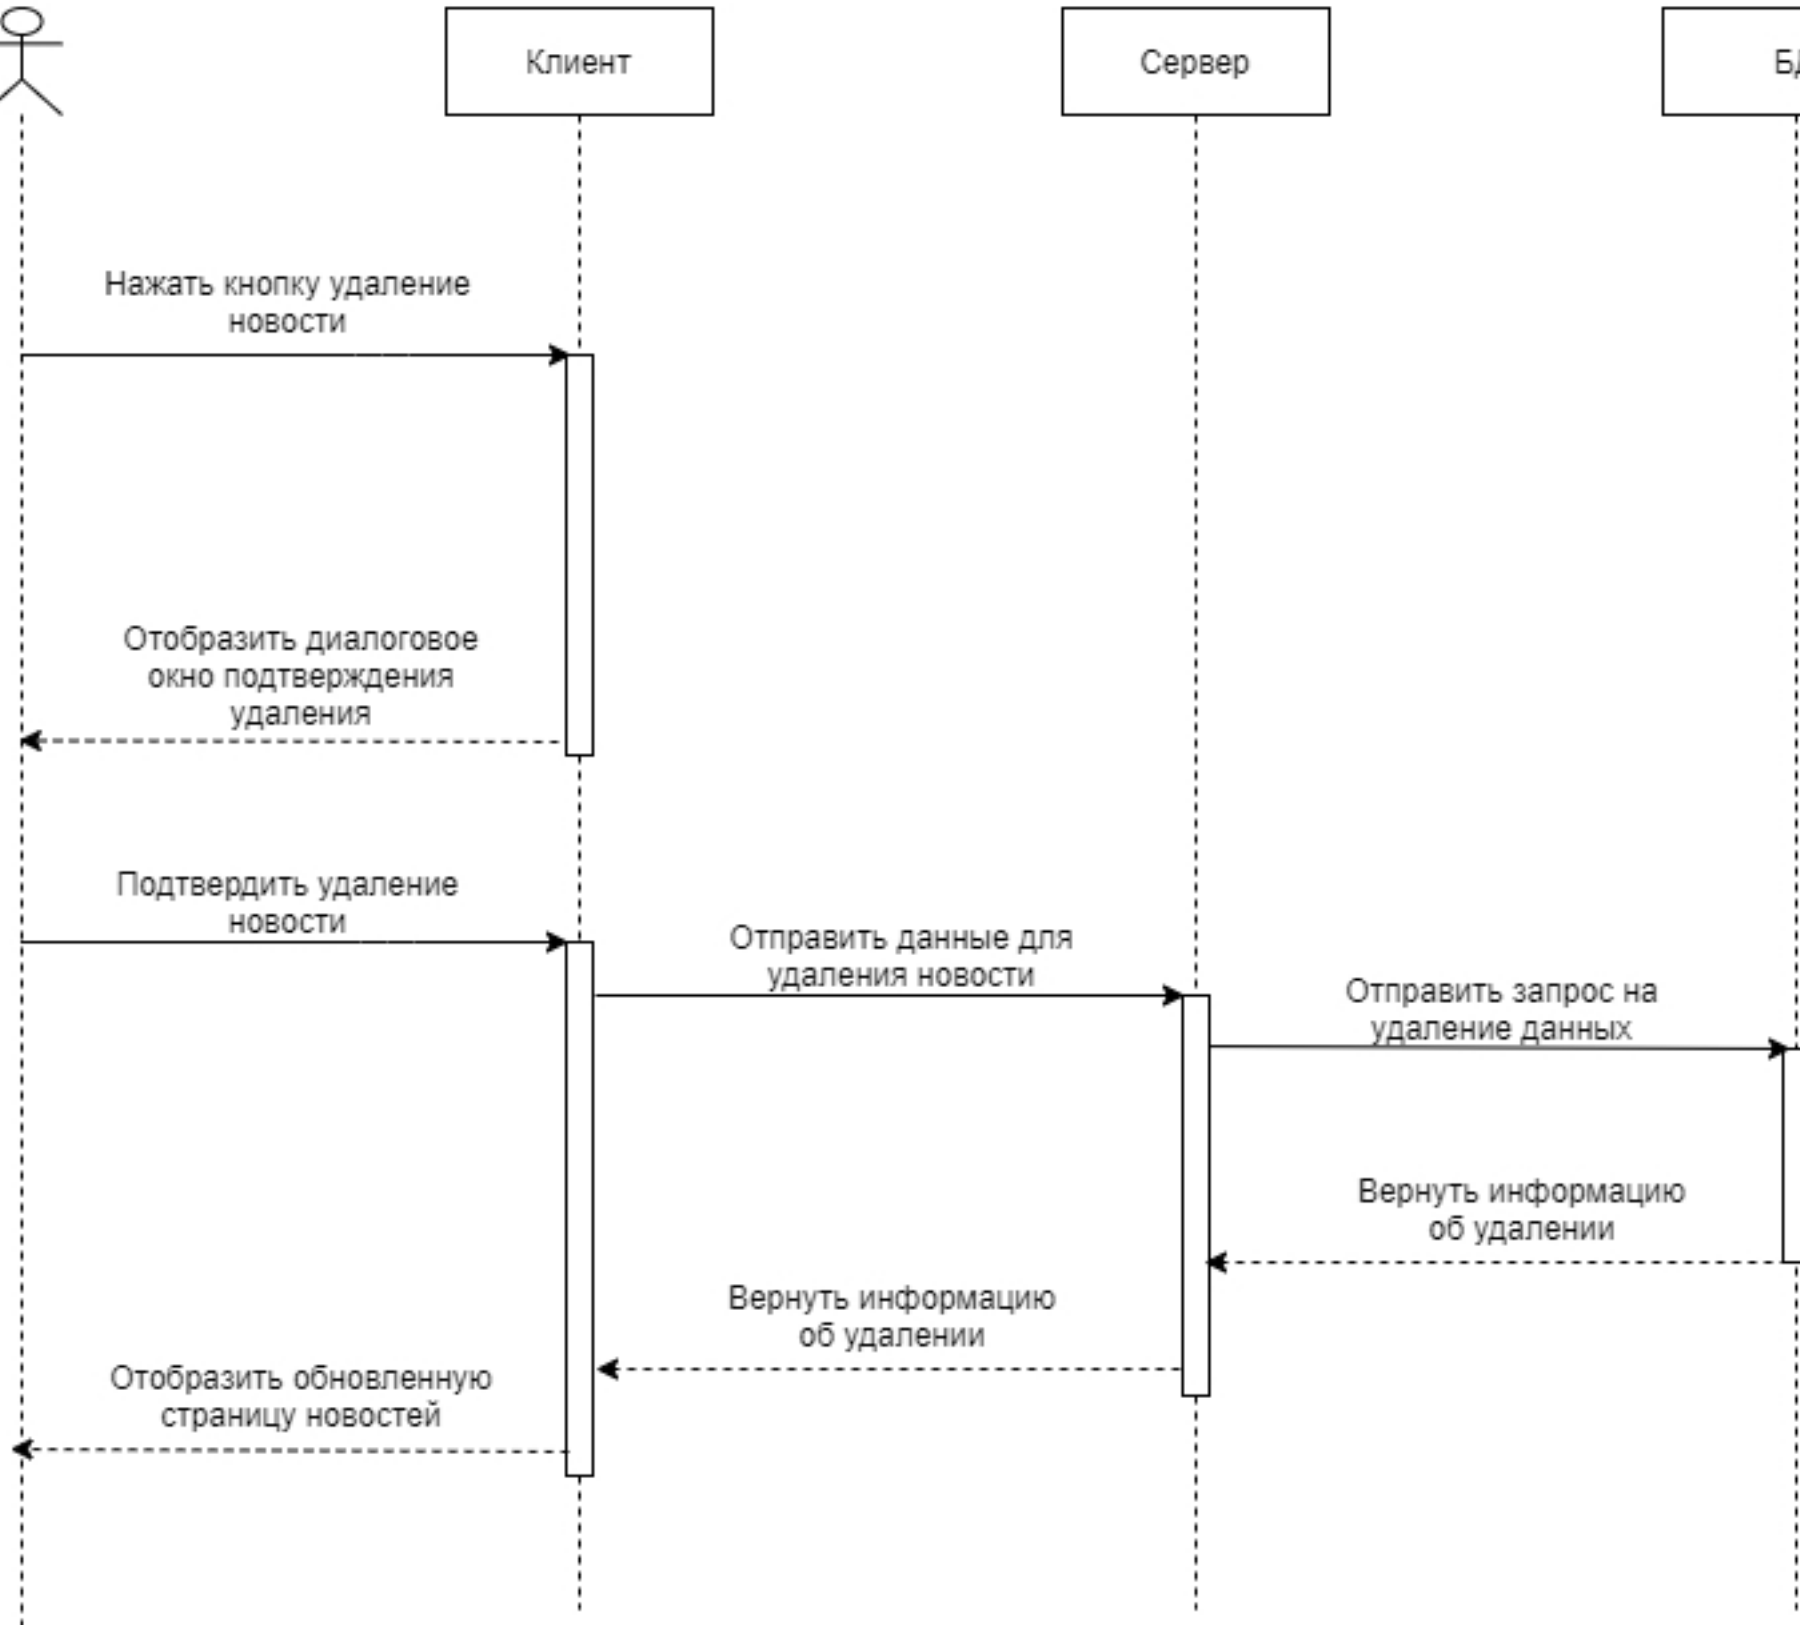 Клиент
Сервер
Нажать кнопку удаление
новости
Отобразить диалоговое
окно подтверждения
удаления
Подтвердить удаление
новости
Отправить данные для
удаления новости
Отправить запрос на
удаление данных
Вернуть информацию
об удалении
Вернуть информацию
об удалении
Отобразить обновленную
страницу новостей